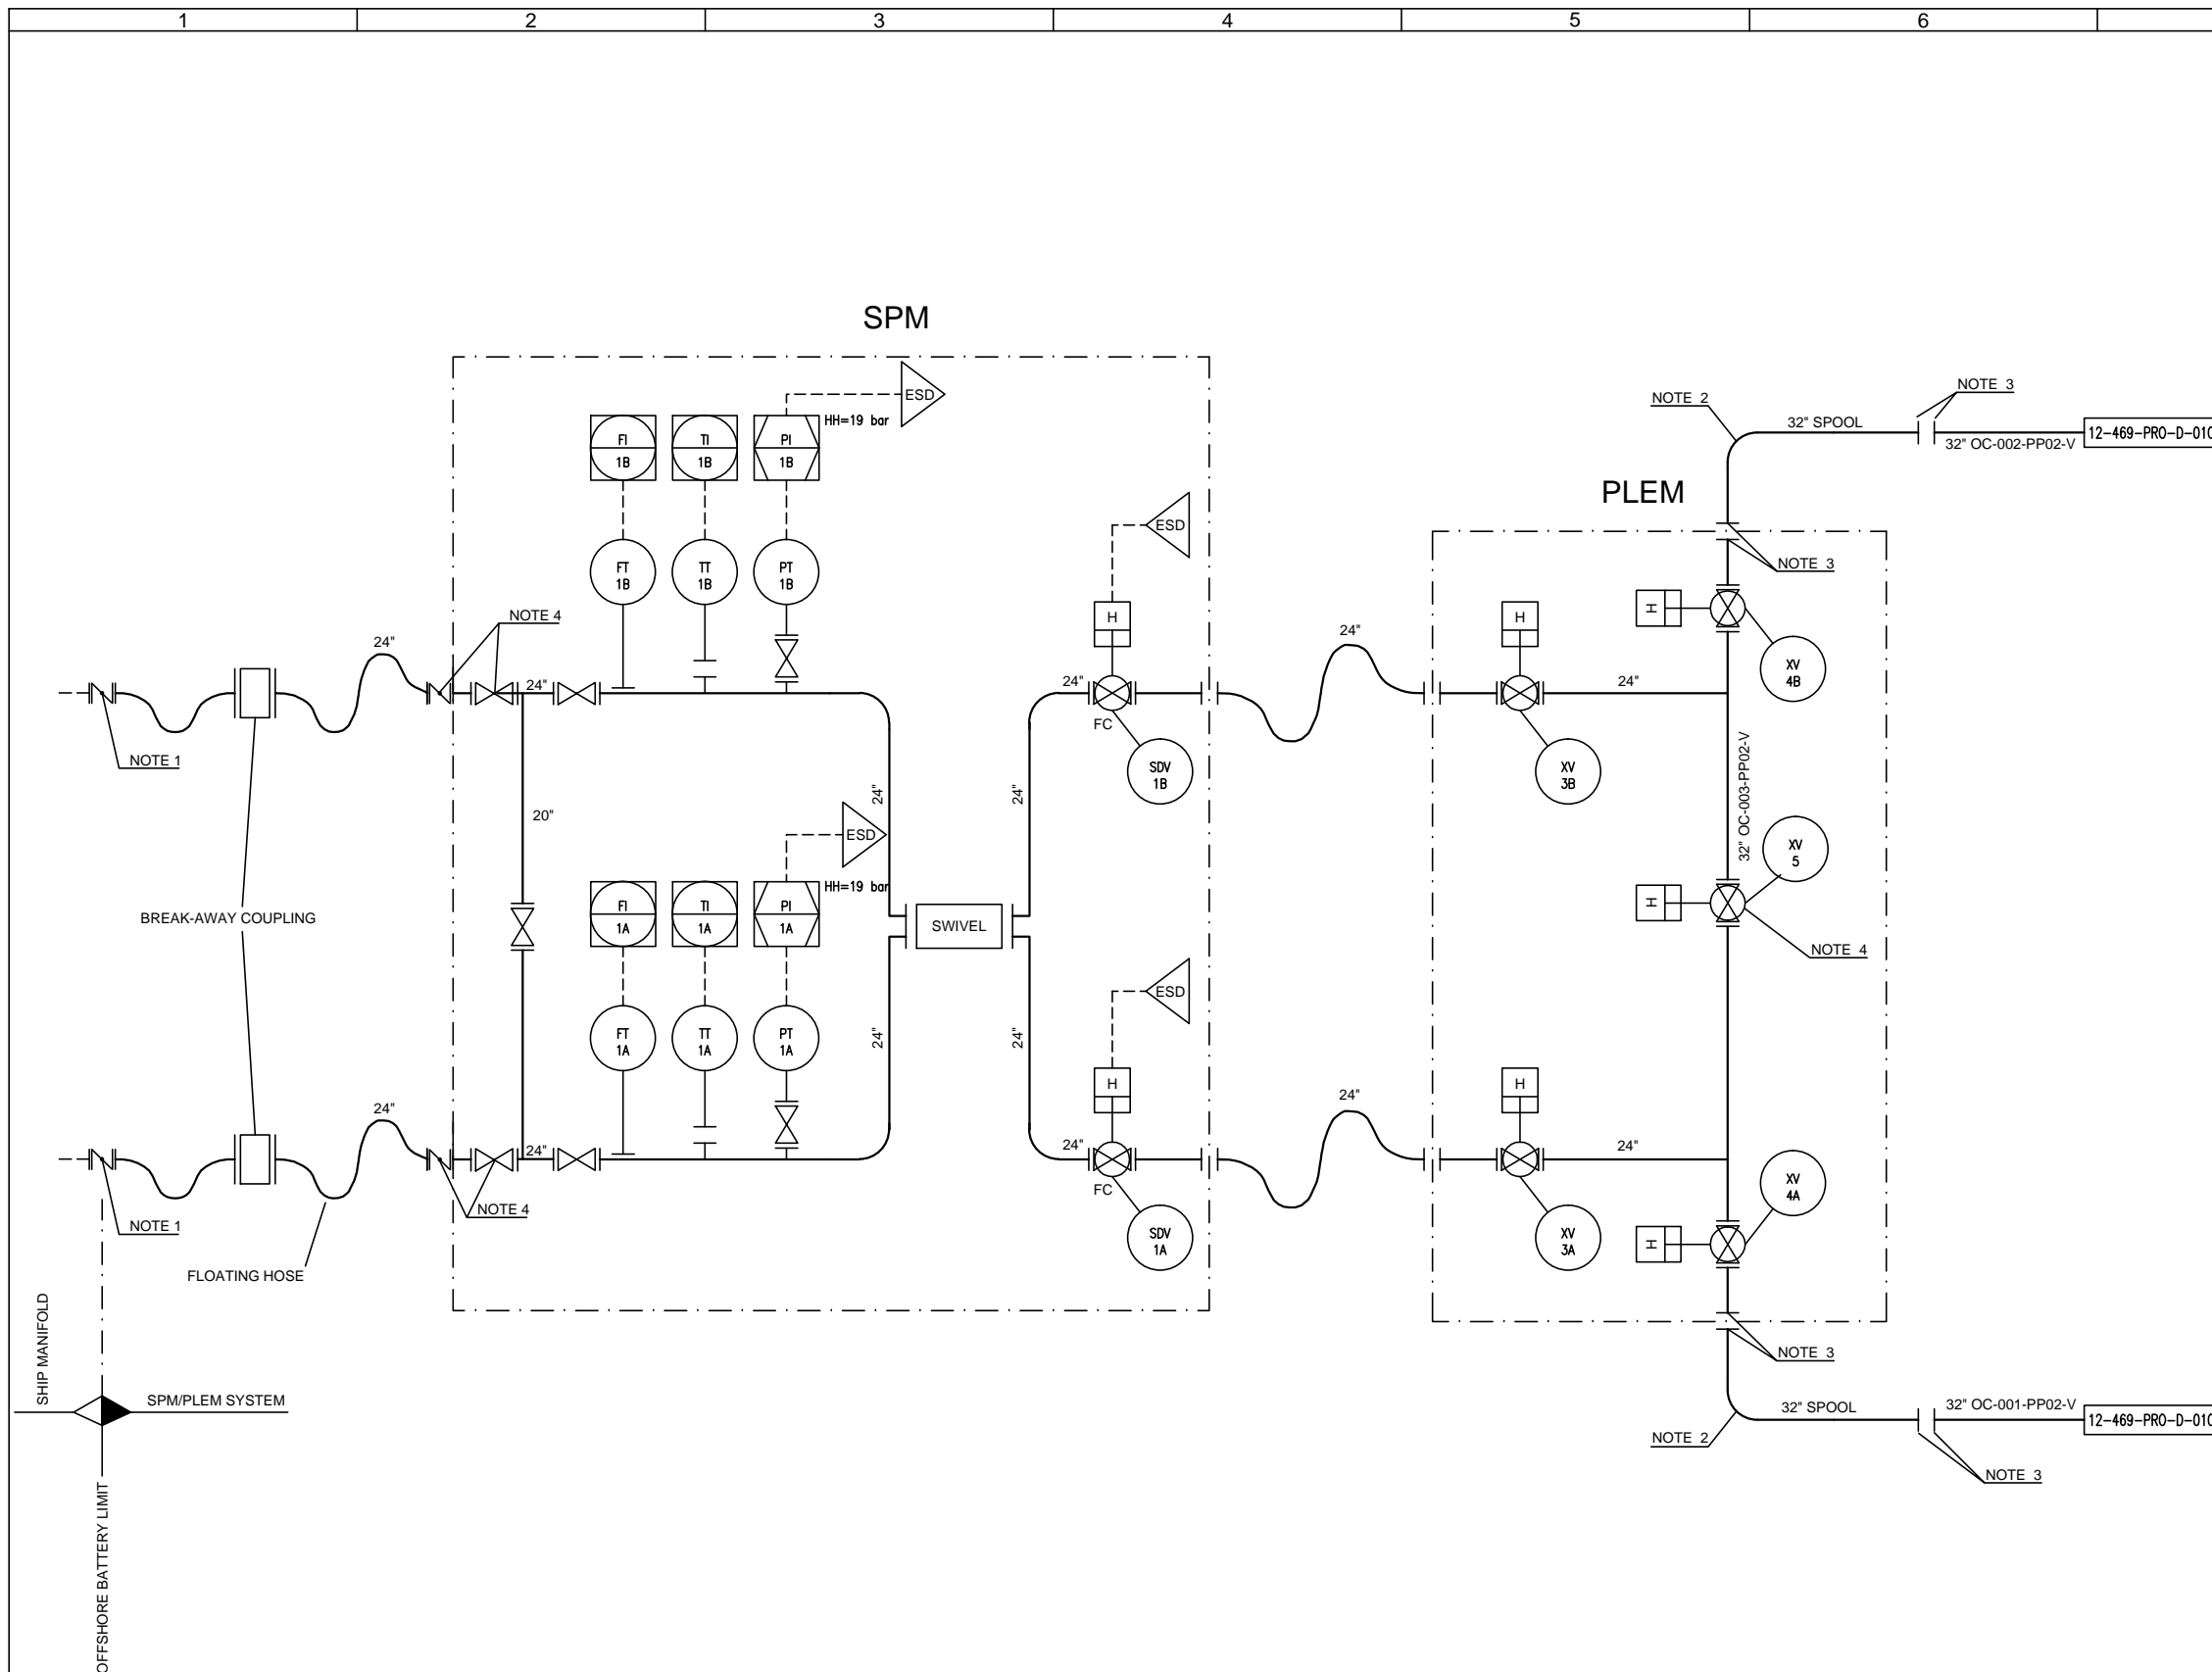 1
2
3
4
5
6
SPM
ESD
HH=19 bar
FI
1B
TI
1B
PI
1B
NOTE 2
32" SPOOL
NOTE 3
32" OC-002-PP02-V
12-469-PRO-D-010
PLEM
ESD
FT
1B
TT
1B
PT
1B
NOTE 3
H
H
H
NOTE 4
24"
24"
24"
24"
24"
24"
XV
4B
FC
NOTE 1
SDV
1B
XV
3B
24"
24"
32" OC-003-PP02-V
20"
ESD
XV
5
HH=19 bar
FI
1A
TI
1A
PI
1A
H
BREAK-AWAY COUPLING
SWIVEL
NOTE 4
ESD
FT
1A
TT
1A
PT
1A
24"
24"
H
H
24"
24"
24"
24"
24"
XV
4A
FC
NOTE 4
NOTE 1
SDV
1A
XV
3A
H
FLOATING HOSE
SHIP MANIFOLD
NOTE 3
SPM/PLEM SYSTEM
32" SPOOL
32" OC-001-PP02-V
12-469-PRO-D-010
NOTE 2
NOTE 3
OFFSHORE BATTERY LIMIT